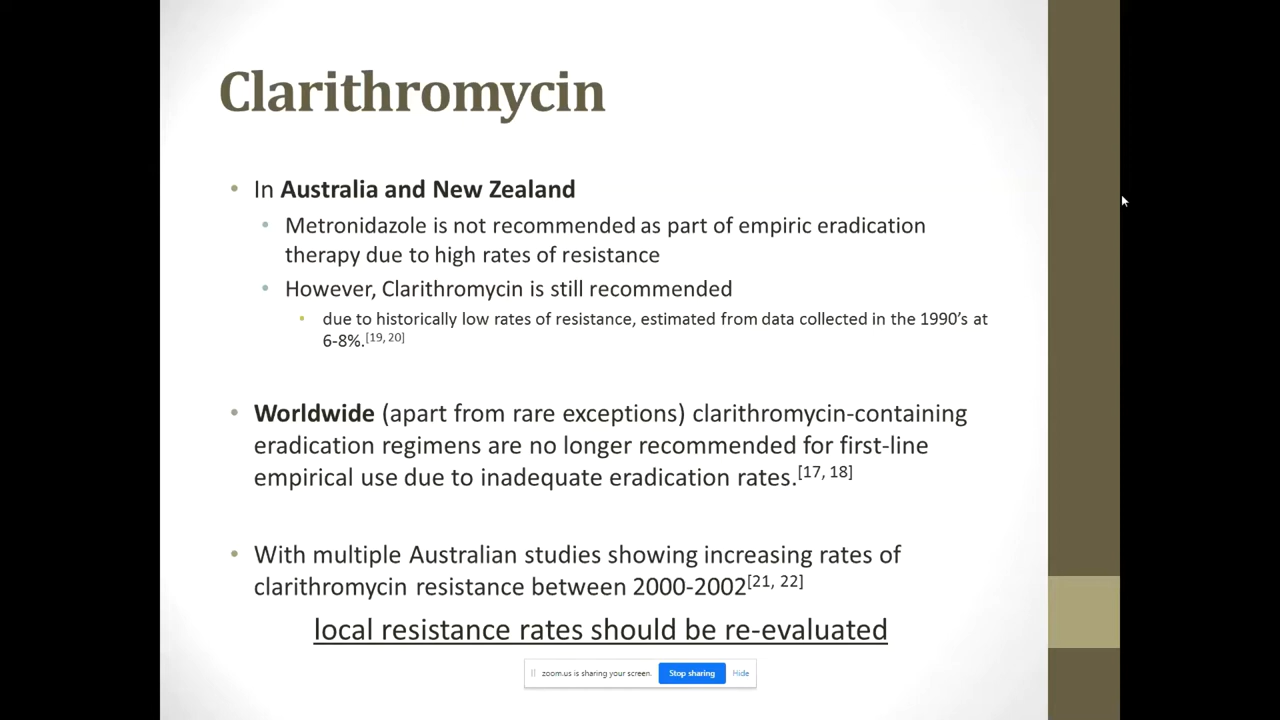 Clarithromycin
• In Australia and New Zealand
• Metronidazole is not recommended as part of empiric eradication
therapy due to high rates of resistance
• However, Clarithromycin is still recommended
• due to historically low rates of resistance, estimated from data collected in the 1990’s at
6-8%.[19, 20]
• Worldwide (apart from rare exceptions) clarithromycin-containing
eradication regimens are no longer recommended for first-line
empirical use due to inadequate eradication rates.[17, 18]
• With multiple Australian studies showing increasing rates of
clarithromycin resistance between 2000-2002[21, 22]
local resistance rates should be re-evaluated
zoom.us is sharing your screen. Stop sharing Hide